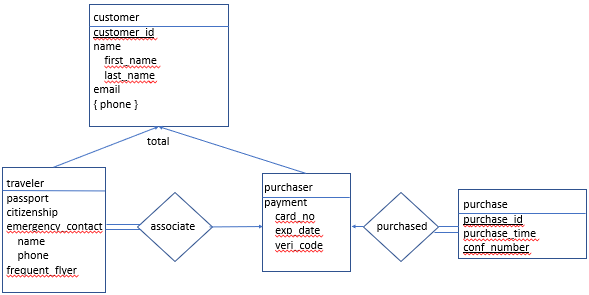 customer
customer_id
name
first_name
last_name
email
{ phone }
total
traveler
passport
citizenship
emergency_contact
name
phone
frequent_flyer
associate
purchaser
payment
card_no
exp_date
veri_code
purchased
purchase
purchase_id
purchase_time
conf_number